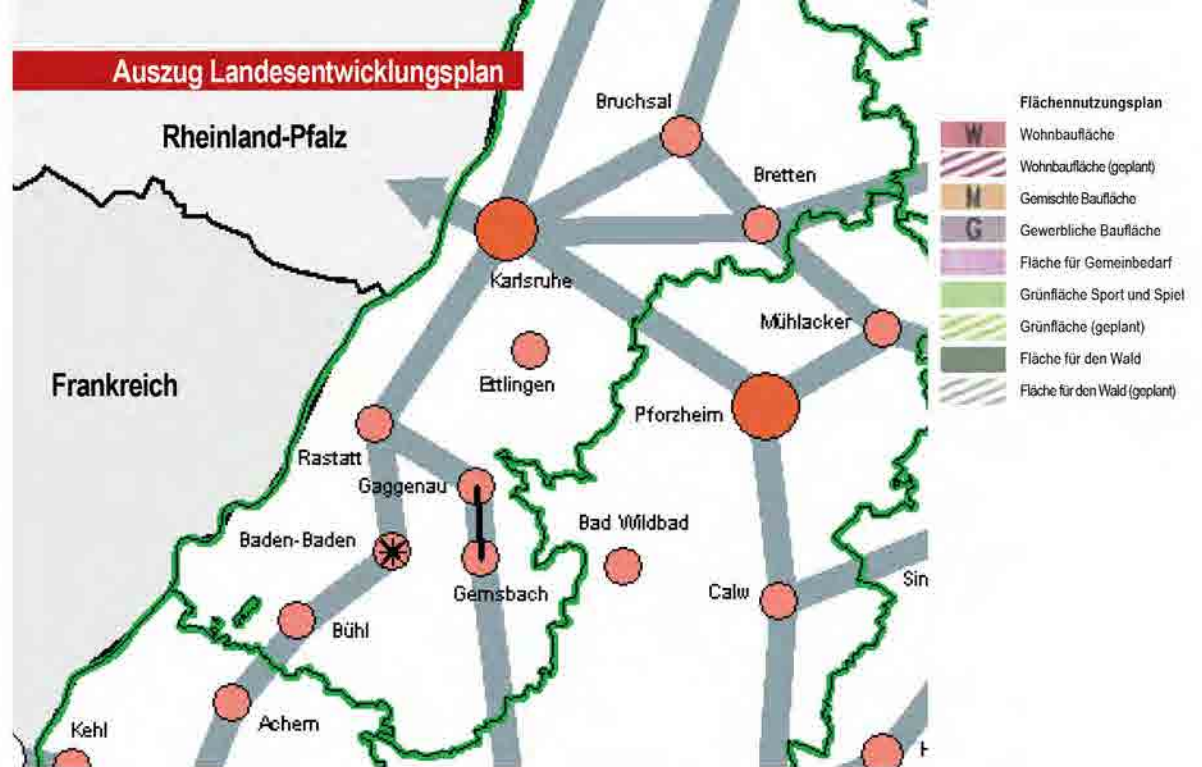 Auszug Landesentwicklungsplan
Rheinland-Pfalz
Frankreich
Bruchsal
Bretten
Karlsruhe
Mühlacker
Ettlingen
Pforzheim
Rastatt
Gaggenau
Baden-Baden
Bad Wildbad
Gernsbach
Calw
Sin
Bühl
Achern
Kehl
Flächennutzungsplan
W Wohnbaufläche
Wohnbaufläche (geplant)
M Gemischte Baufläche
G Gewerbliche Baufläche
Fläche für Gemeinbedarf
Grünfläche Sport und Spiel
Grünfläche (geplant)
Fläche für den Wald
Fläche für den Wald (geplant)